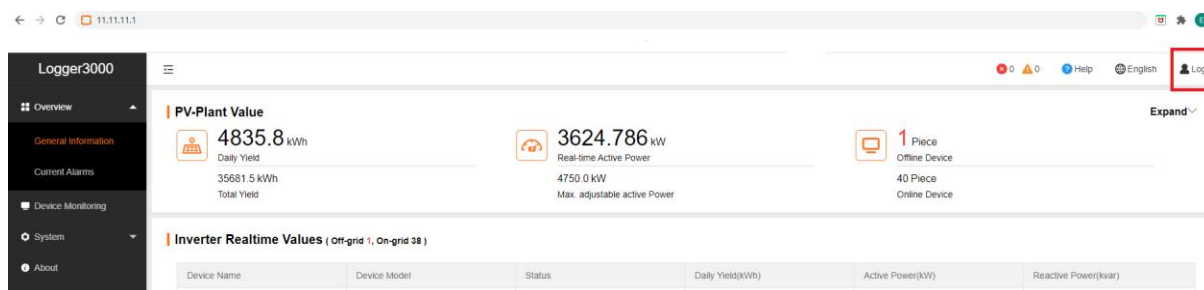 11.11.11.1
E
Logger3000
0 0 Help English Log
Overview
General Information
Current Alarms
Device Monitoring
System
About
PV-Plant Value
Expand
4835.8 kWh
Daily Yield
35681.5 kWh
Total Yield
3624.786 kW
Real-time Active Power
4750.0 kW
Max. adjustable active Power
1 Piece
Offline Device
40 Piece
Online Device
Inverter Realtime Values ( Off-grid 1, On-grid 38 )
Device Name Device Model Status Daily Yield(kWh) Active Power(kW) Reactive Power(kvar)